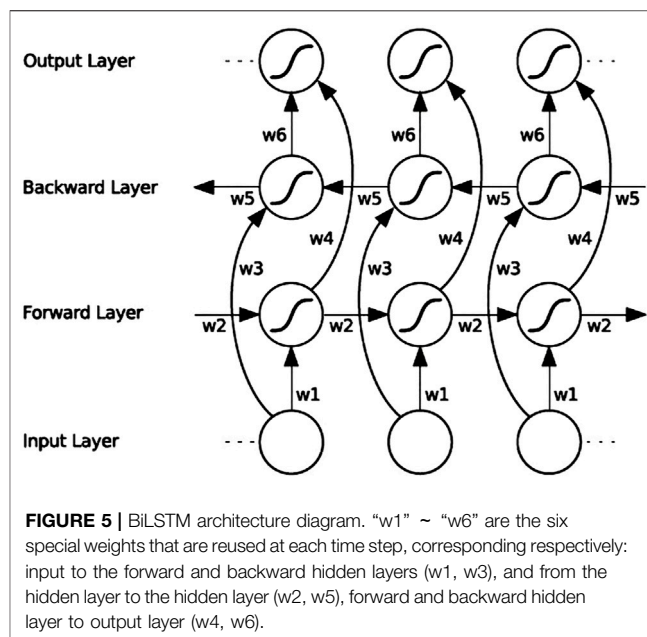 Output Layer - - - - - -
w6 w6 w6
Backward Layer
w5 w5 w5 w5
w4 w4 w4
w3 w3 w3
Forward Layer
w2 w2 w2 w2
w1 w1 w1
Input Layer - - - - - -
FIGURE 5 | BiLSTM architecture diagram. “w1” ~ “w6” are the six
special weights that are reused at each time step, corresponding respectively:
input to the forward and backward hidden layers (w1, w3), and from the
hidden layer to the hidden layer (w2, w5), forward and backward hidden
layer to output layer (w4, w6).